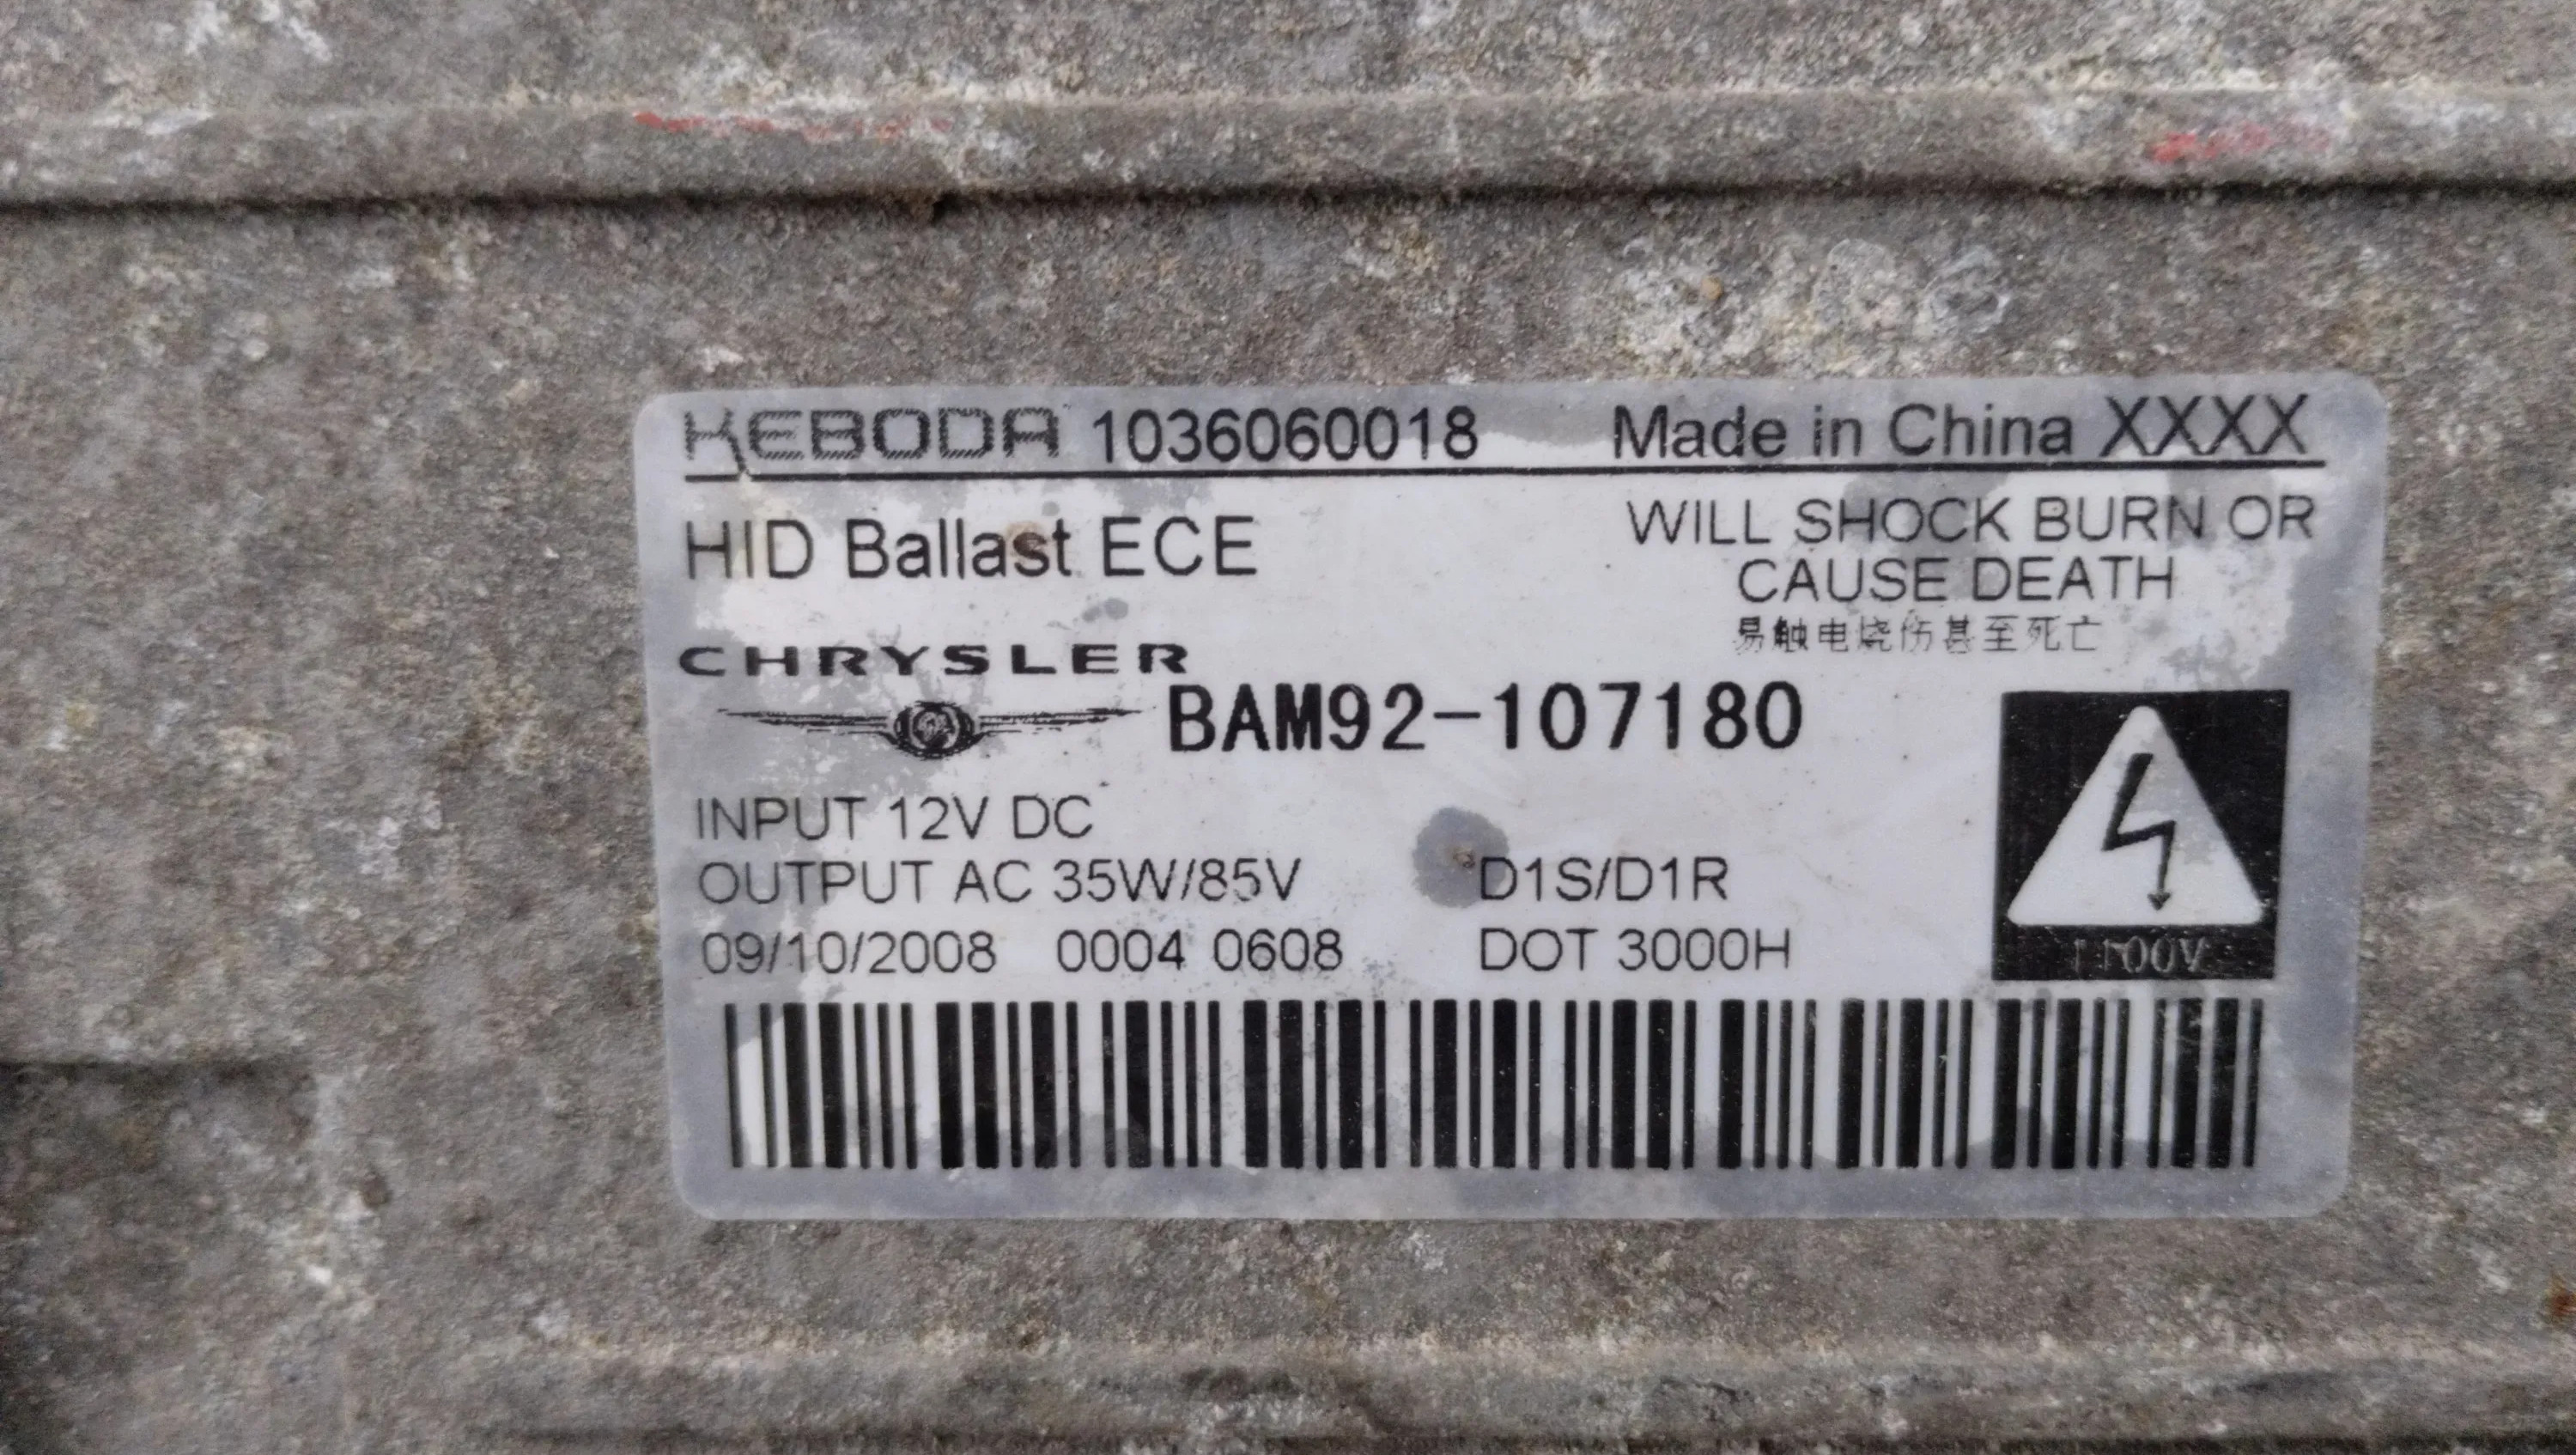 KEBODA 1036060018 Made in China XXXX
HID Ballast ECE
WILL SHOCK BURN OR
CAUSE DEATH
易触电烧伤甚至死亡
CHRYSLER
BAM92-107180
INPUT 12V DC
OUTPUT AC 35W/85V D1S/D1R
09/10/2008 0004 0608 DOT 3000H
1100V